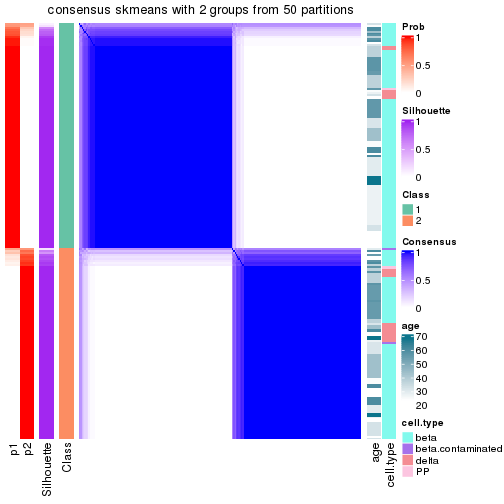 consensus skmeans with 2 groups from 50 partitions
Prob
1
0.5
0
Silhouette
1
0.5
0
Class
1
2
Consensus
1
0.5
0
age
70
60
50
40
30
20
cell.type
beta
beta.contaminated
delta
PP
p1
p2
Silhouette
Class
age
cell.type